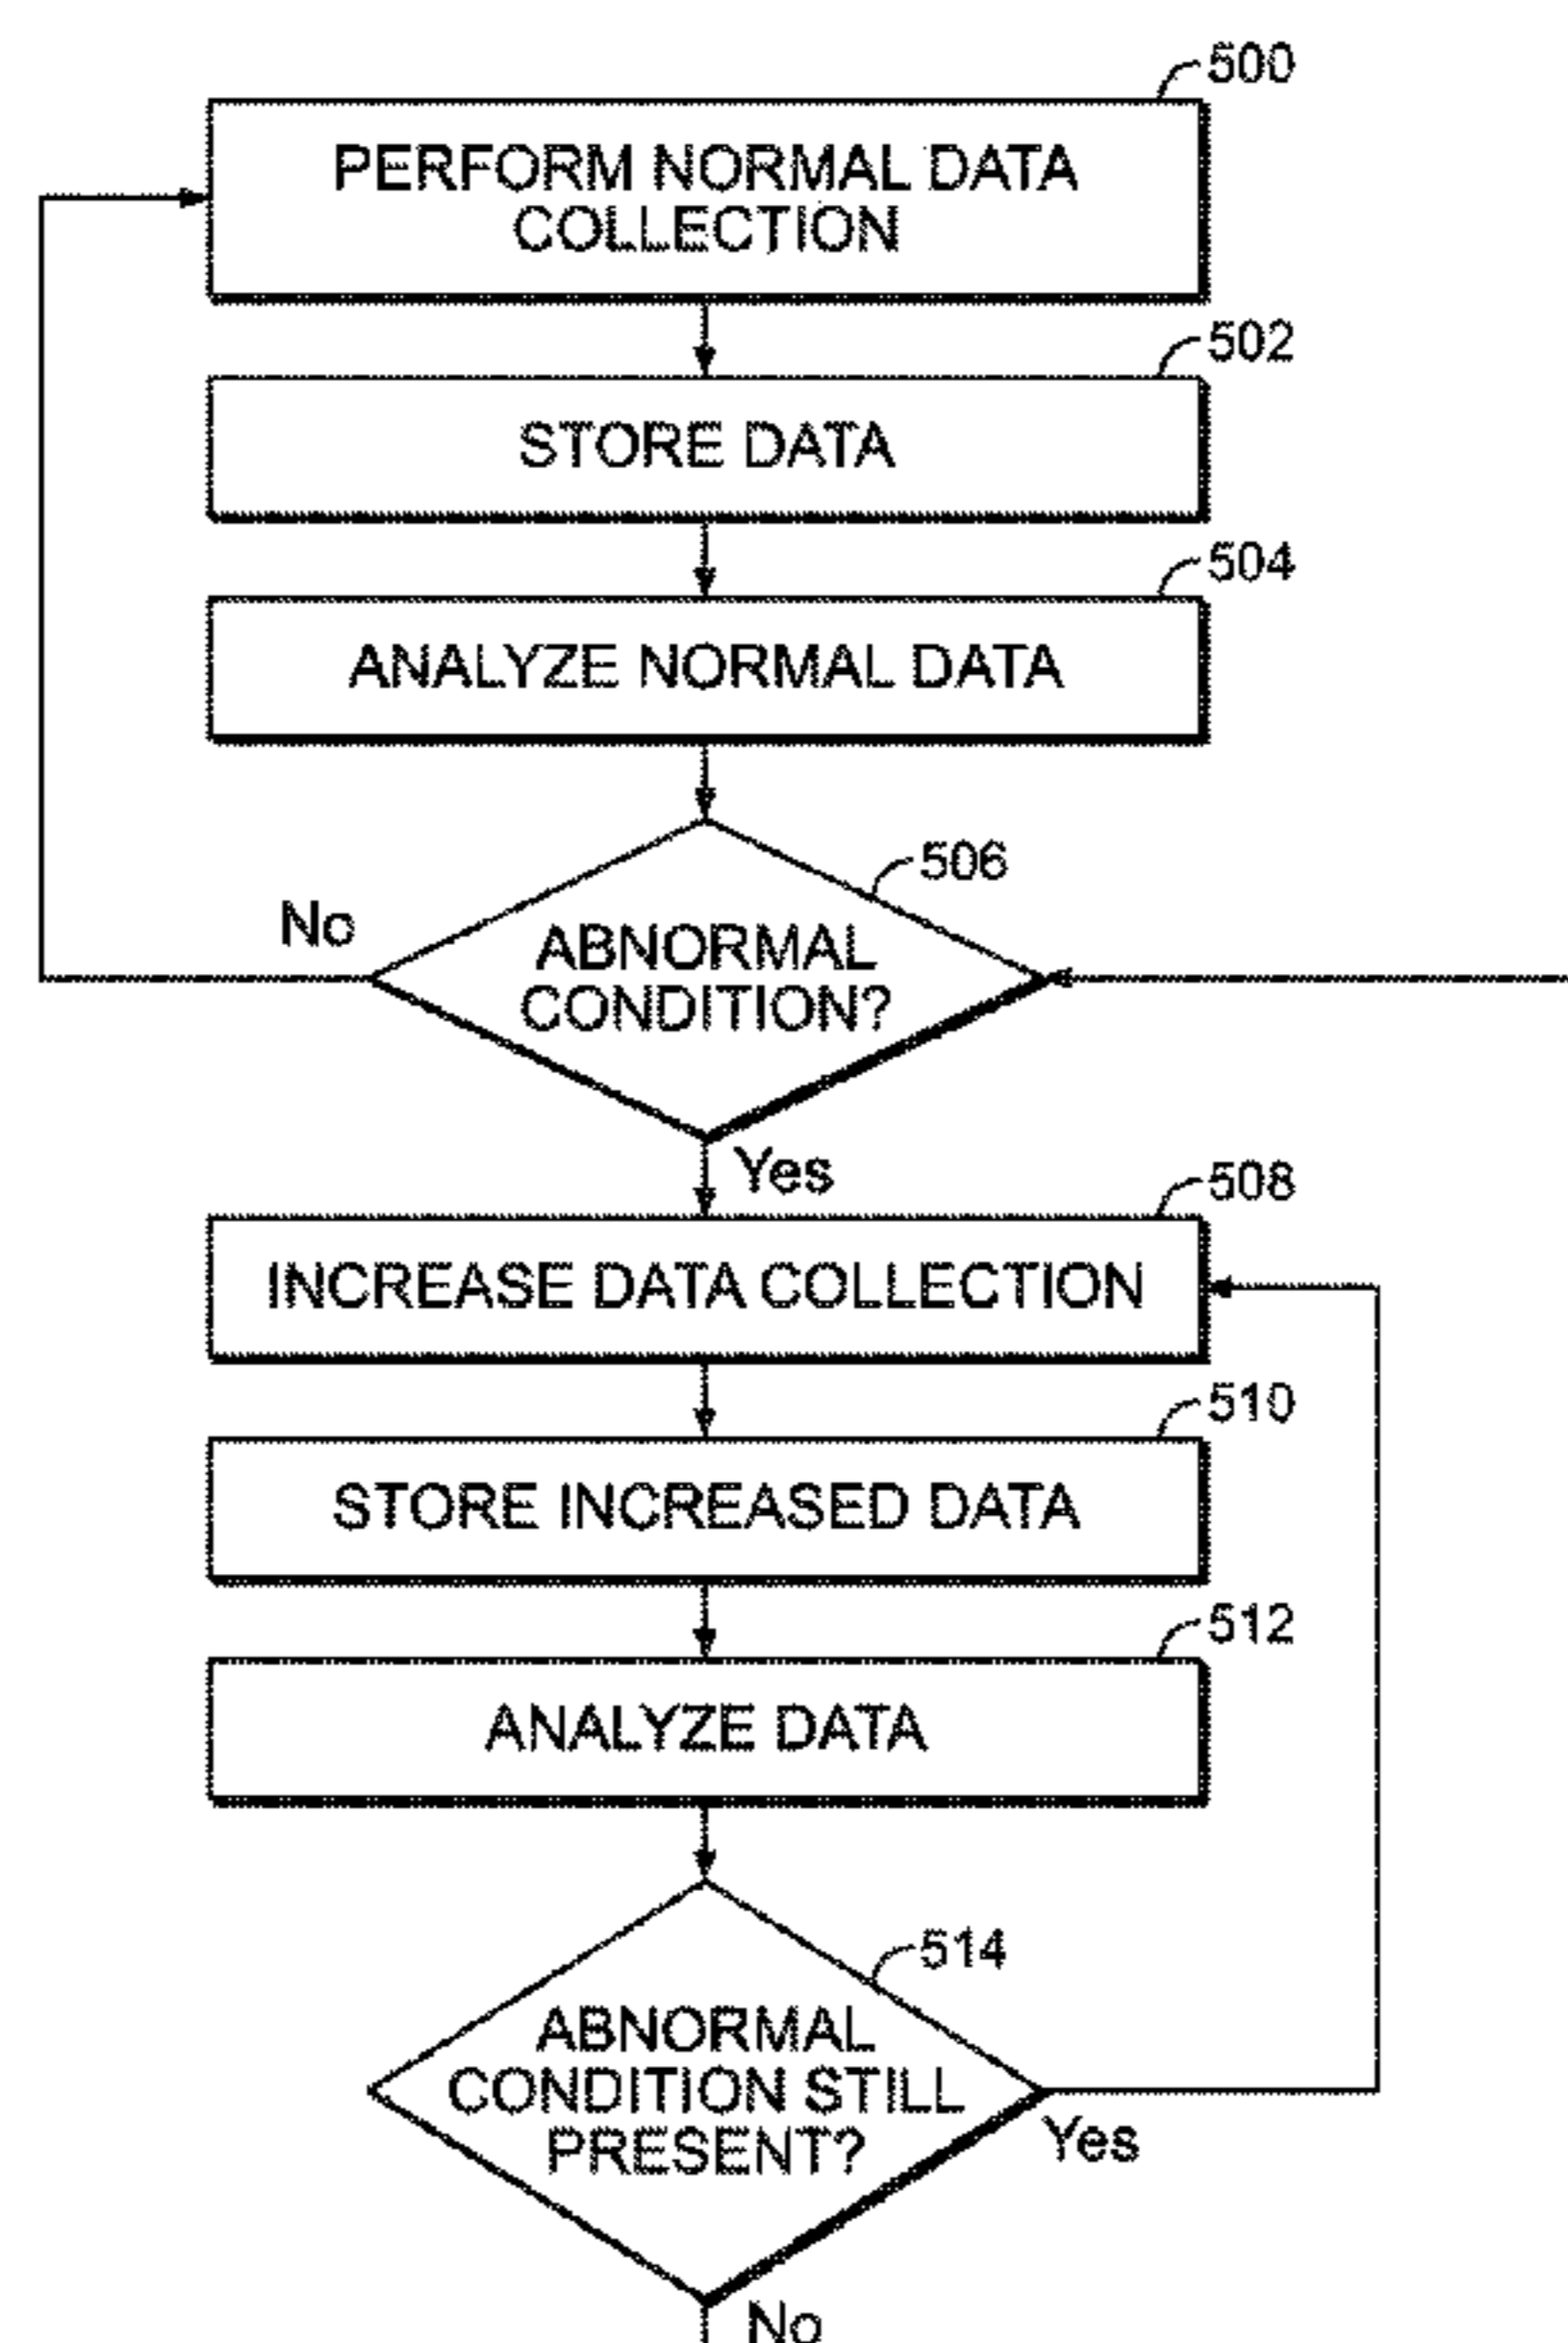 500
PERFORM NORMAL DATA
COLLECTION
502
STORE DATA
504
ANALYZE NORMAL DATA
506
No
ABNORMAL
CONDITION?
Yes
508
INCREASE DATA COLLECTION
510
STORE INCREASED DATA
512
ANALYZE DATA
514
ABNORMAL
CONDITION STILL
PRESENT?
Yes
No